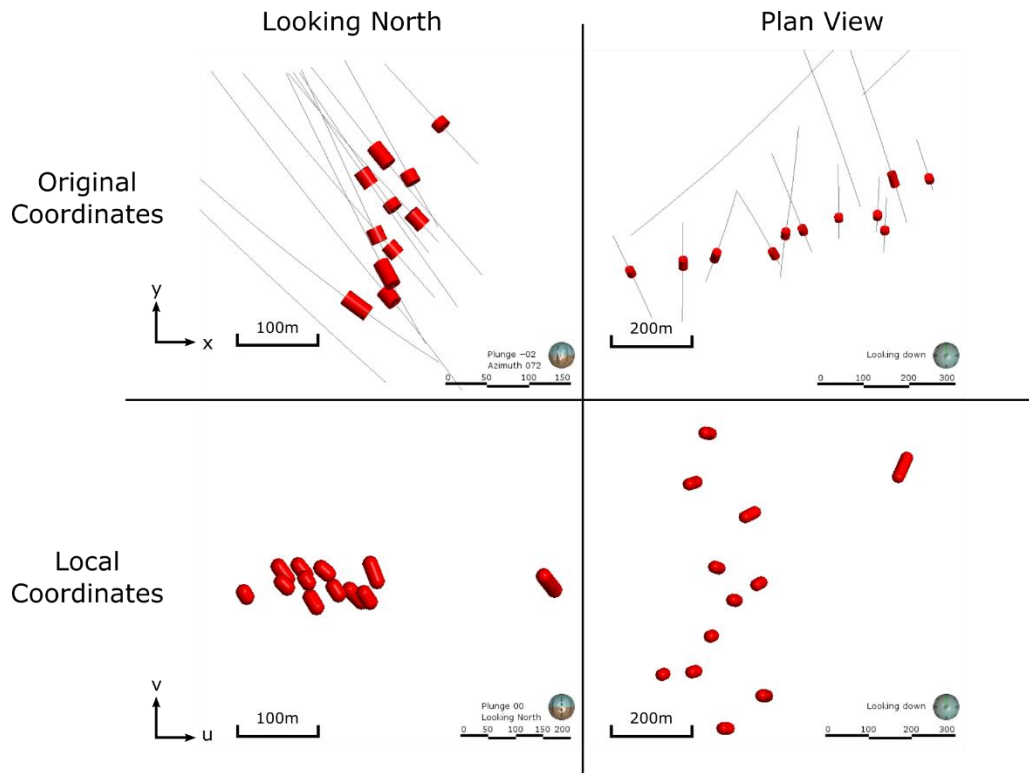 Looking North
Plan View
Original
Coordinates
y
x
100m
Plunge −02
Azimuth 072
0 50 100 150
200m
Looking down
0 100 200 300
Local
Coordinates
v
u
100m
Plunge 00
Looking North
0 50 100 150 200
200m
Looking down
0 100 200 300